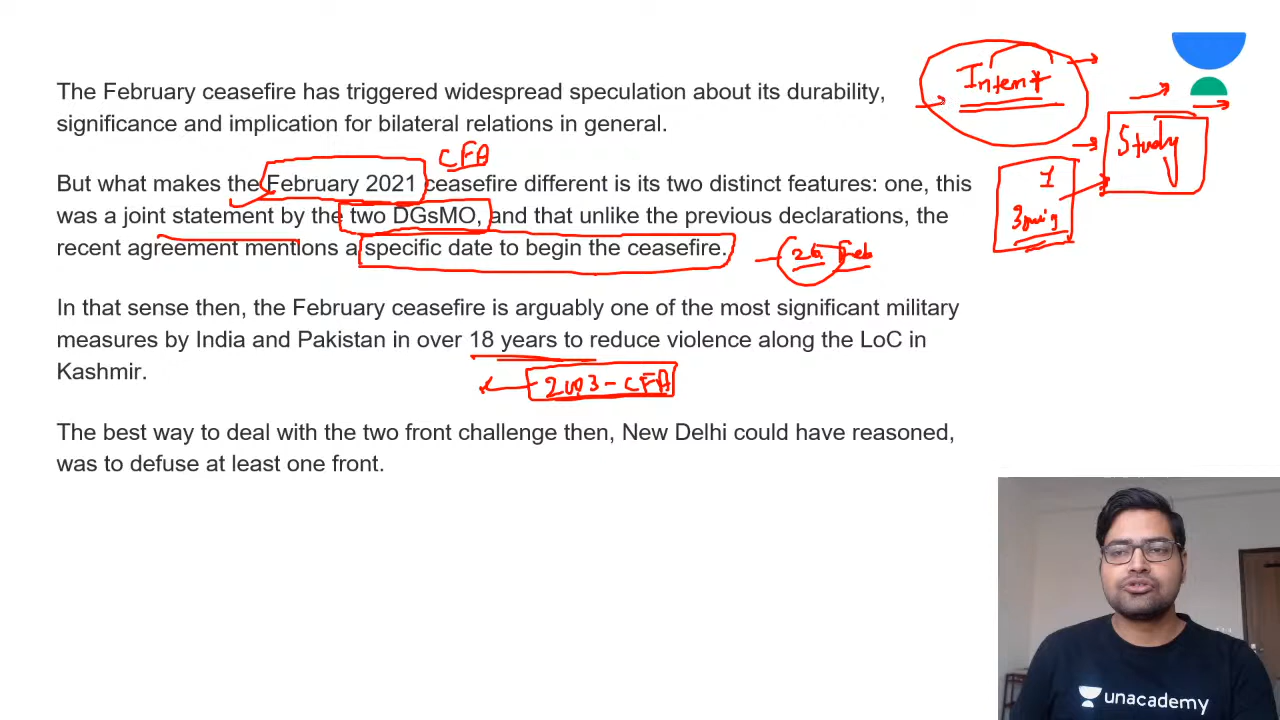 Intent
Study
The February ceasefire has triggered widespread speculation about its durability,
significance and implication for bilateral relations in general.
CFA
But what makes the February 2021 ceasefire different is its two distinct features: one, this
1
was a joint statement by the two DGsMO, and that unlike the previous declarations, the
recent agreement mentions a specific date to begin the ceasefire.
Feb
In that sense then, the February ceasefire is arguably one of the most significant military
measures by India and Pakistan in over 18 years to reduce violence along the LoC in
Kashmir.
2003 - CFA
The best way to deal with the two front challenge then, New Delhi could have reasoned,
was to defuse at least one front.
unacademy